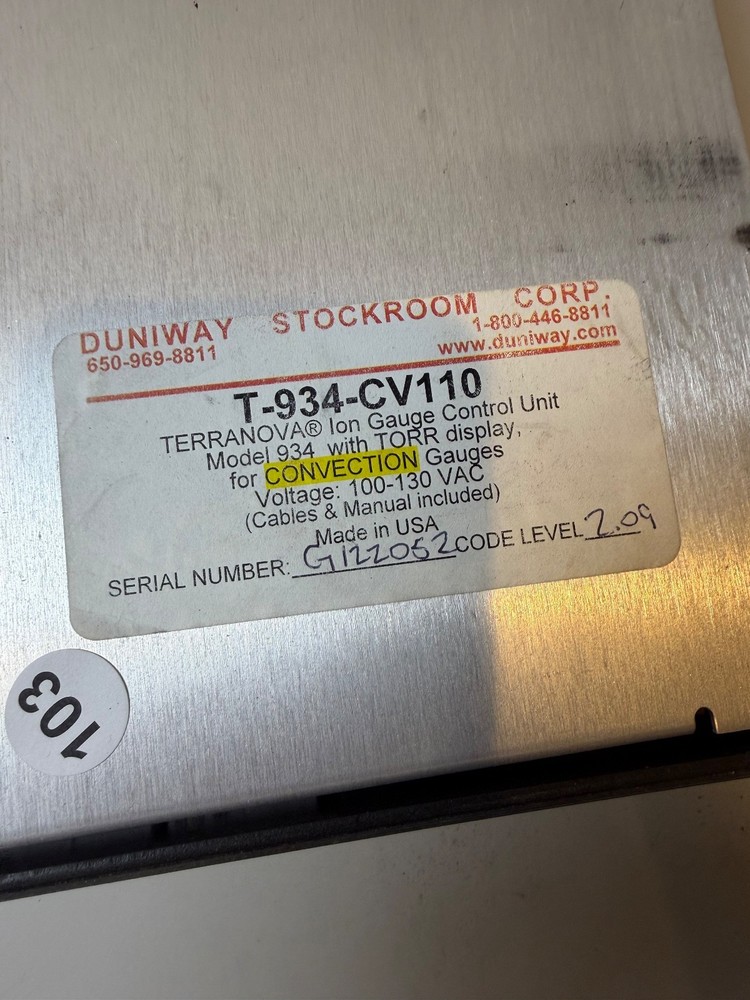 DUNIWAY STOCKROOM CORP.
650-969-8811 1-800-446-8811
www.duniway.com
T-934-CV110
TERRANOVA® Ion Gauge Control Unit
Model 934 with TORR display,
for CONVECTION Gauges
Voltage: 100-130 VAC
(Cables & Manual included)
Made in USA
SERIAL NUMBER: G122052 CODE LEVEL 2.09
103